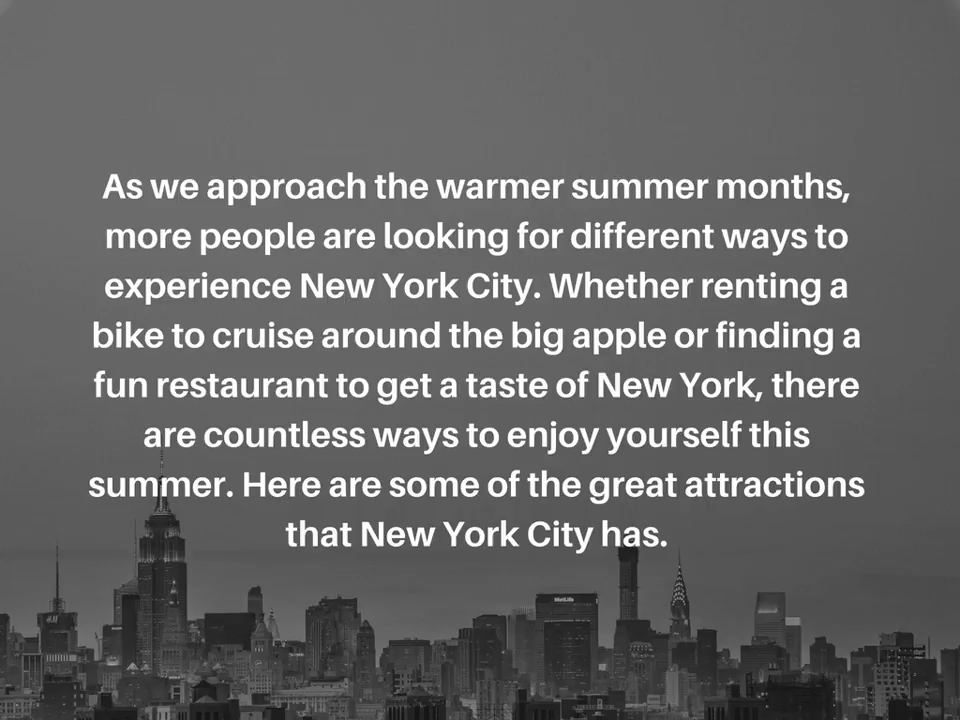 As we approach the warmer summer months,
more people are looking for different ways to
experience New York City. Whether renting a
bike to cruise around the big apple or finding a
fun restaurant to get a taste of New York, there
are countless ways to enjoy yourself this
summer. Here are some of the great attractions
that New York City has.
H&M
MetLife